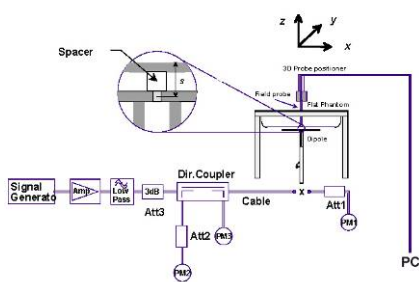 z
y
x
Spacer
s
3D Probe positioner
Field probe
Flat Phantom
Dipole
Signal
Generato
Amp
Low
Pass
3dB
Att3
Dir.Coupler
Att2
PM3
PM2
Cable
x
Att1
PM1
PC